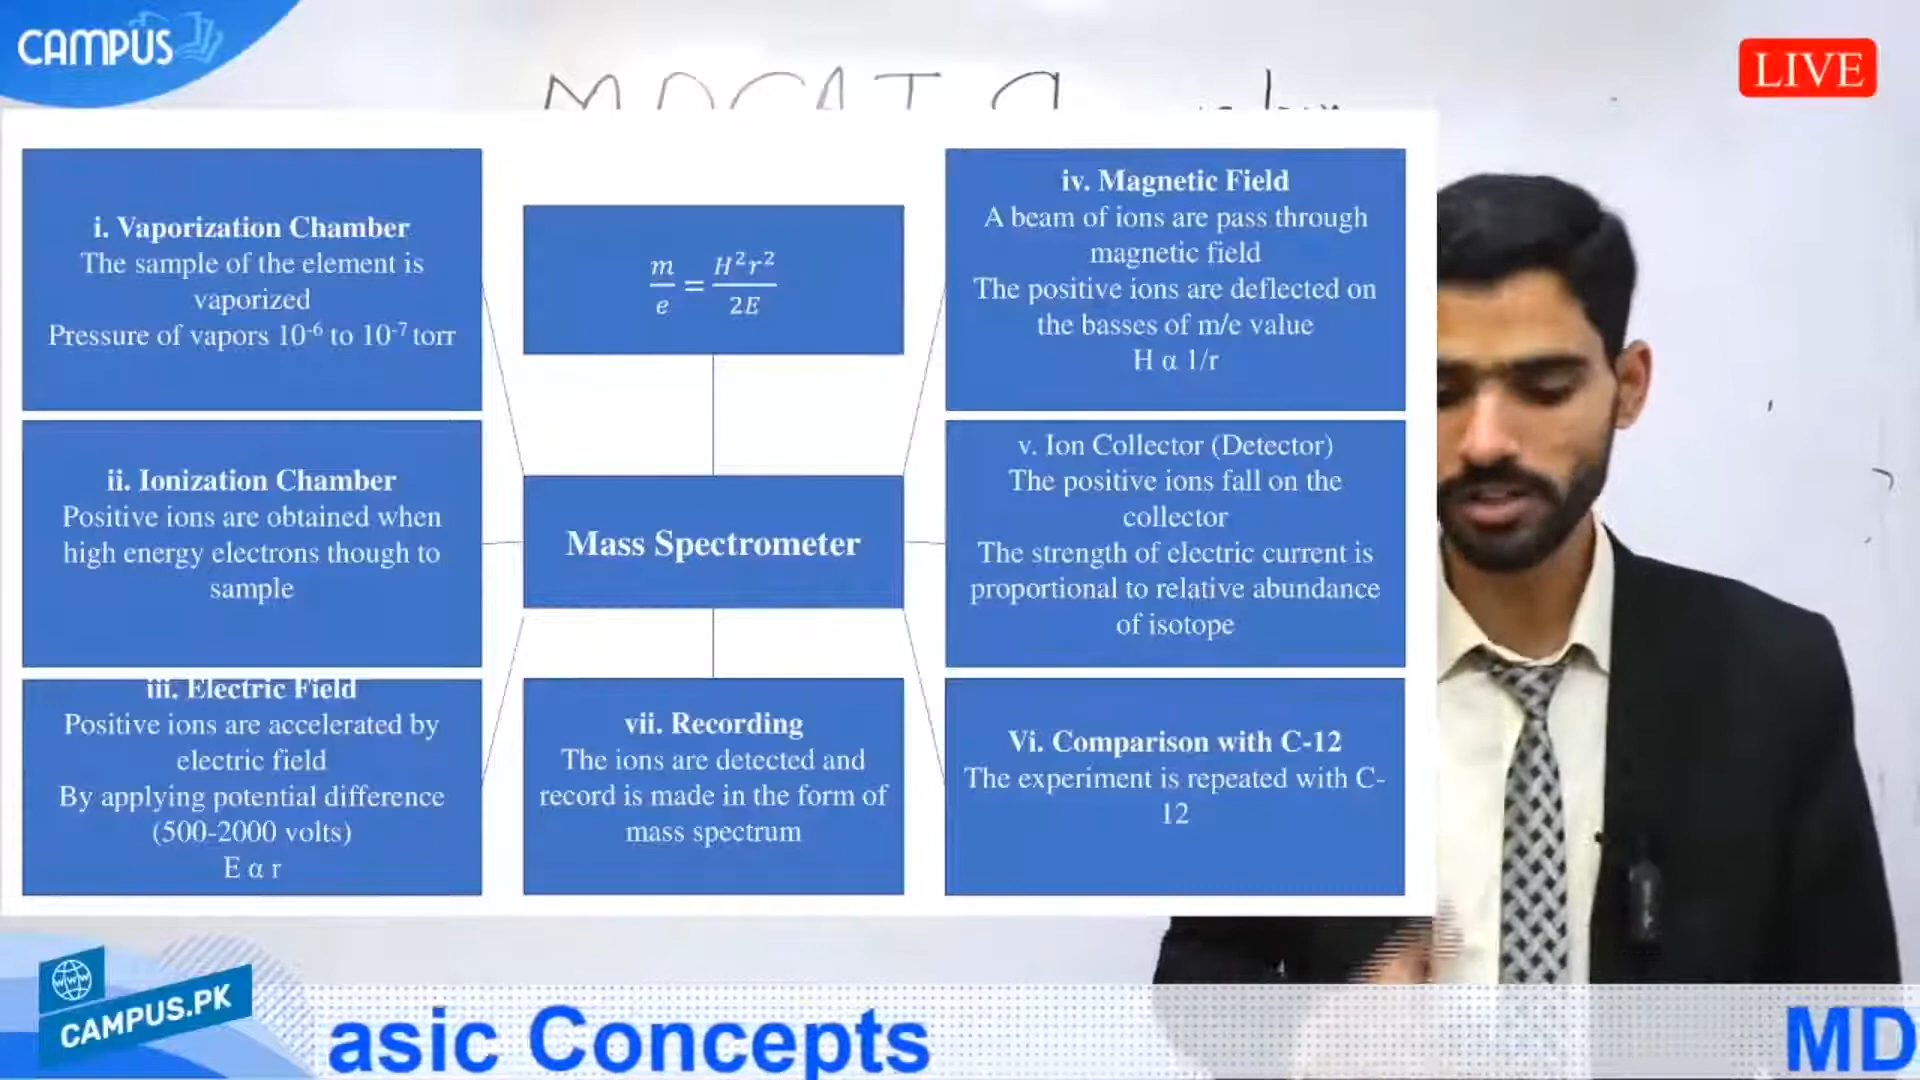 CAMPUS
LIVE
MDCAT
i. Vaporization Chamber
The sample of the element is
vaporized
Pressure of vapors 10⁻⁶ to 10⁻⁷ torr
ii. Ionization Chamber
Positive ions are obtained when
high energy electrons though to
sample
iii. Electric Field
Positive ions are accelerated by
electric field
By applying potential difference
(500-2000 volts)
E α r
m/e = H²r²/2E
Mass Spectrometer
vii. Recording
The ions are detected and
record is made in the form of
mass spectrum
iv. Magnetic Field
A beam of ions are pass through
magnetic field
The positive ions are deflected on
the basses of m/e value
H α 1/r
v. Ion Collector (Detector)
The positive ions fall on the
collector
The strength of electric current is
proportional to relative abundance
of isotope
Vi. Comparison with C-12
The experiment is repeated with C-
12
www
CAMPUS.PK
asic Concepts
MD